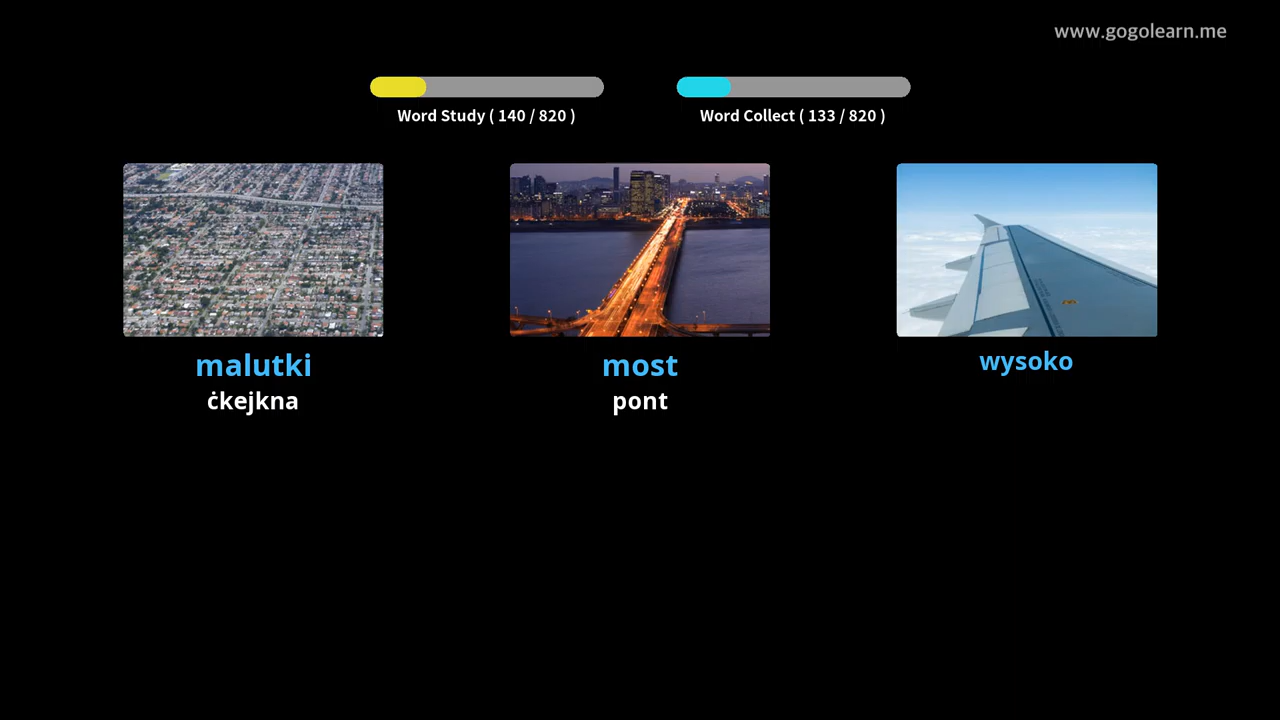 www.gogolearn.me
Word Study ( 140 / 820 )
Word Collect ( 133 / 820 )
malutki
ċkejkna
most
pont
wysoko